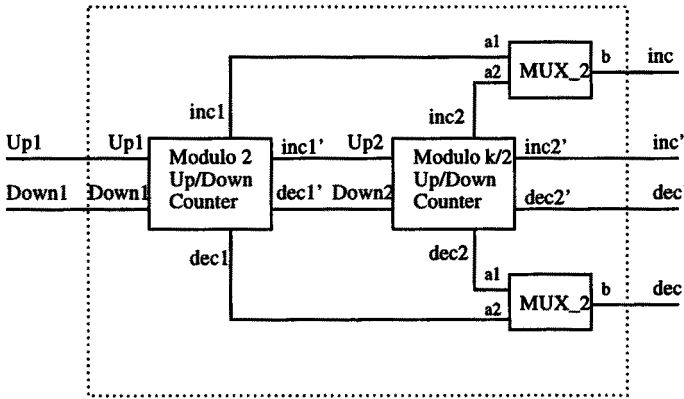 a1 MUX_2 b inc
a2
inc1 inc2
Up1 Up1 Modulo 2 inc1' Up2 Modulo k/2 inc2' inc'
Up/Down Up/Down
Down1 Down1 Counter dec1' Down2 Counter dec2' dec
dec1 dec2
a1 MUX_2 b dec
a2